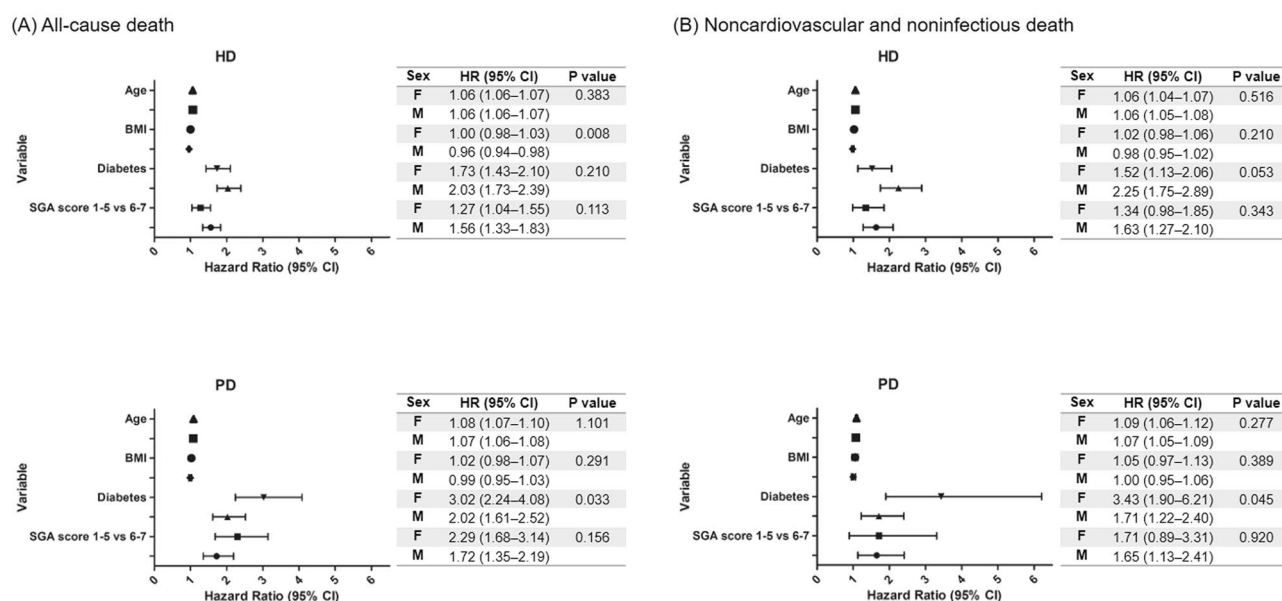 (A) All-cause death
HD
Variable
Age
BMI
Diabetes
SGA score 1-5 vs 6-7
0 1 2 3 4 5 6
Hazard Ratio (95% CI)
Sex HR (95% CI) P value
F 1.06 (1.06–1.07) 0.383
M 1.06 (1.06–1.07)
F 1.00 (0.98–1.03) 0.008
M 0.96 (0.94–0.98)
F 1.73 (1.43–2.10) 0.210
M 2.03 (1.73–2.39)
F 1.27 (1.04–1.55) 0.113
M 1.56 (1.33–1.83)
PD
Variable
Age
BMI
Diabetes
SGA score 1-5 vs 6-7
0 1 2 3 4 5 6
Hazard Ratio (95% CI)
Sex HR (95% CI) P value
F 1.08 (1.07–1.10) 1.101
M 1.07 (1.06–1.08)
F 1.02 (0.98–1.07) 0.291
M 0.99 (0.95–1.03)
F 3.02 (2.24–4.08) 0.033
M 2.02 (1.61–2.52)
F 2.29 (1.68–3.14) 0.156
M 1.72 (1.35–2.19)
(B) Noncardiovascular and noninfectious death
HD
Variable
Age
BMI
Diabetes
SGA score 1-5 vs 6-7
0 1 2 3 4 5 6
Hazard Ratio (95% CI)
Sex HR (95% CI) P value
F 1.06 (1.04–1.07) 0.516
M 1.06 (1.05–1.08)
F 1.02 (0.98–1.06) 0.210
M 0.98 (0.95–1.02)
F 1.52 (1.13–2.06) 0.053
M 2.25 (1.75–2.89)
F 1.34 (0.98–1.85) 0.343
M 1.63 (1.27–2.10)
PD
Variable
Age
BMI
Diabetes
SGA score 1-5 vs 6-7
0 1 2 3 4 5 6
Hazard Ratio (95% CI)
Sex HR (95% CI) P value
F 1.09 (1.06–1.12) 0.277
M 1.07 (1.05–1.09)
F 1.05 (0.97–1.13) 0.389
M 1.00 (0.95–1.06)
F 3.43 (1.90–6.21) 0.045
M 1.71 (1.22–2.40)
F 1.71 (0.89–3.31) 0.920
M 1.65 (1.13–2.41)